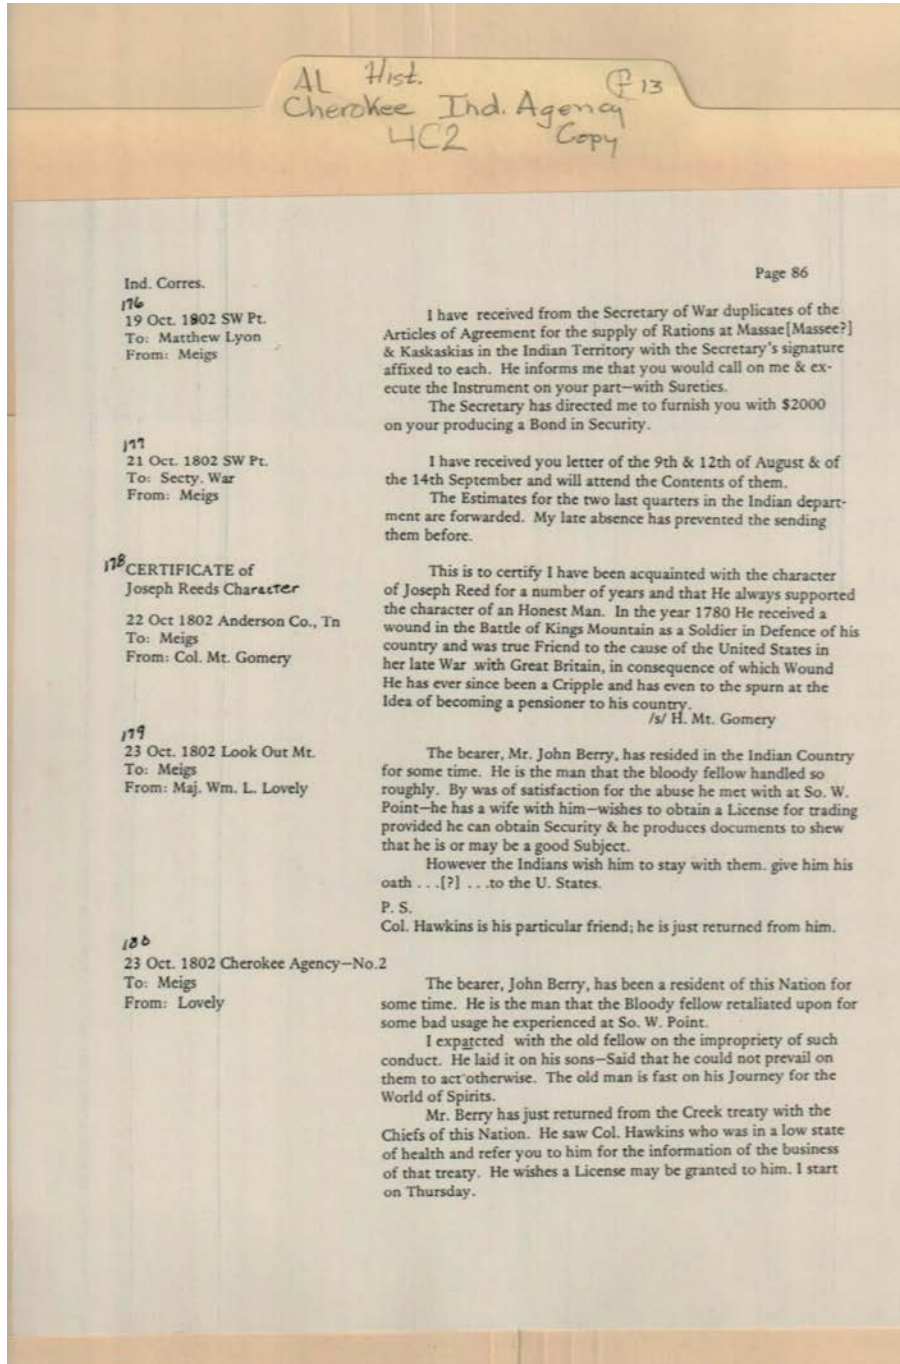 AL Hist. F 13
Cherokee Ind. Agency
4C2 Copy
Page 86
Ind. Corres.
176
19 Oct. 1802 SW Pt.
To: Matthew Lyon
From: Meigs
I have received from the Secretary of War duplicates of the
Articles of Agreement for the supply of Rations at Massae[Massee?]
& Kaskaskias in the Indian Territory with the Secretary's signature
affixed to each. He informs me that you would call on me & ex-
ecute the Instrument on your part—with Sureties.
The Secretary has directed me to furnish you with $2000
on your producing a Bond in Security.
177
21 Oct. 1802 SW Pt.
To: Secty. War
From: Meigs
I have received you letter of the 9th & 12th of August & of
the 14th September and will attend the Contents of them.
The Estimates for the two last quarters in the Indian depart-
ment are forwarded. My late absence has prevented the sending
them before.
178
CERTIFICATE of
Joseph Reeds Character
22 Oct 1802 Anderson Co., Tn
To: Meigs
From: Col. Mt. Gomery
This is to certify I have been acquainted with the character
of Joseph Reed for a number of years and that He always supported
the character of an Honest Man. In the year 1780 He received a
wound in the Battle of Kings Mountain as a Soldier in Defence of his
country and was true Friend to the cause of the United States in
her late War with Great Britain, in consequence of which Wound
He has ever since been a Cripple and has even to the spurn at the
Idea of becoming a pensioner to his country.
/s/ H. Mt. Gomery
179
23 Oct. 1802 Look Out Mt.
To: Meigs
From: Maj. Wm. L. Lovely
The bearer, Mr. John Berry, has resided in the Indian Country
for some time. He is the man that the bloody fellow handled so
roughly. By was of satisfaction for the abuse he met with at So. W.
Point—he has a wife with him—wishes to obtain a License for trading
provided he can obtain Security & he produces documents to shew
that he is or may be a good Subject.
However the Indians wish him to stay with them. give him his
oath . . .[?] . . .to the U. States.
P. S.
Col. Hawkins is his particular friend; he is just returned from him.
180
23 Oct. 1802 Cherokee Agency—No.2
To: Meigs
From: Lovely
The bearer, John Berry, has been a resident of this Nation for
some time. He is the man that the Bloody fellow retaliated upon for
some bad usage he experienced at So. W. Point.
I expatcted with the old fellow on the impropriety of such
conduct. He laid it on his sons—Said that he could not prevail on
them to act otherwise. The old man is fast on his Journey for the
World of Spirits.
Mr. Berry has just returned from the Creek treaty with the
Chiefs of this Nation. He saw Col. Hawkins who was in a low state
of health and refer you to him for the information of the business
of that treaty. He wishes a License may be granted to him. I start
on Thursday.